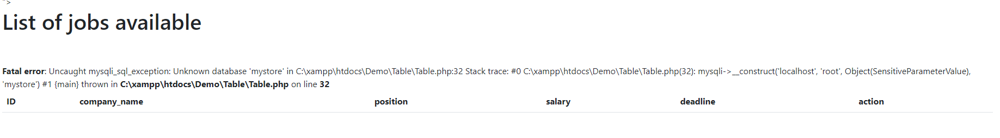 ">
List of jobs available
Fatal error: Uncaught mysqli_sql_exception: Unknown database 'mystore' in C:\xampp\htdocs\Demo\Table\Table.php:32 Stack trace: #0 C:\xampp\htdocs\Demo\Table\Table.php(32): mysqli->__construct('localhost', 'root', Object(SensitiveParameterValue),
'mystore') #1 {main} thrown in C:\xampp\htdocs\Demo\Table\Table.php on line 32
ID company_name position salary deadline action